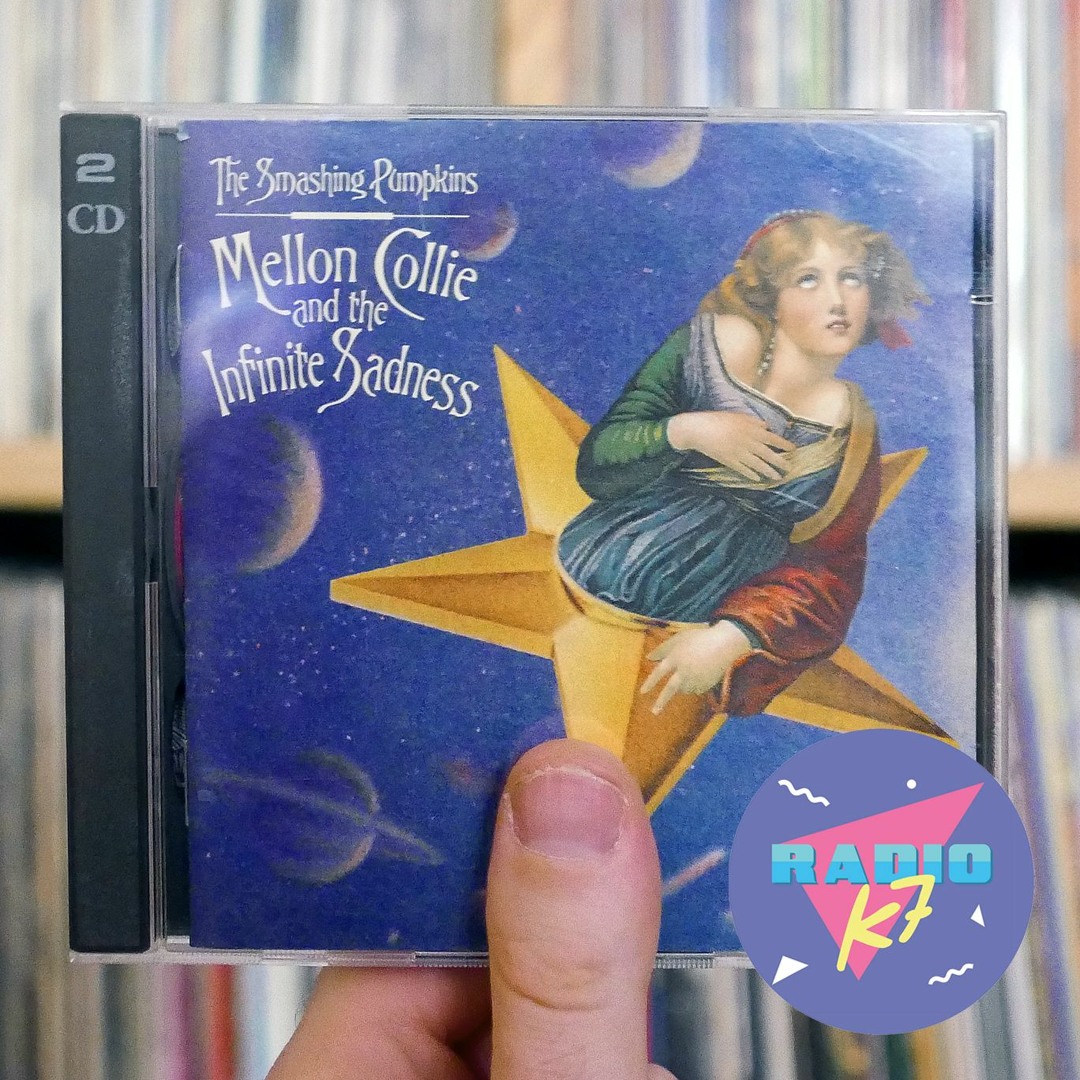 2
CD
The Smashing Pumpkins
Mellon Collie
and the
Infinite Sadness
RADIO
K7